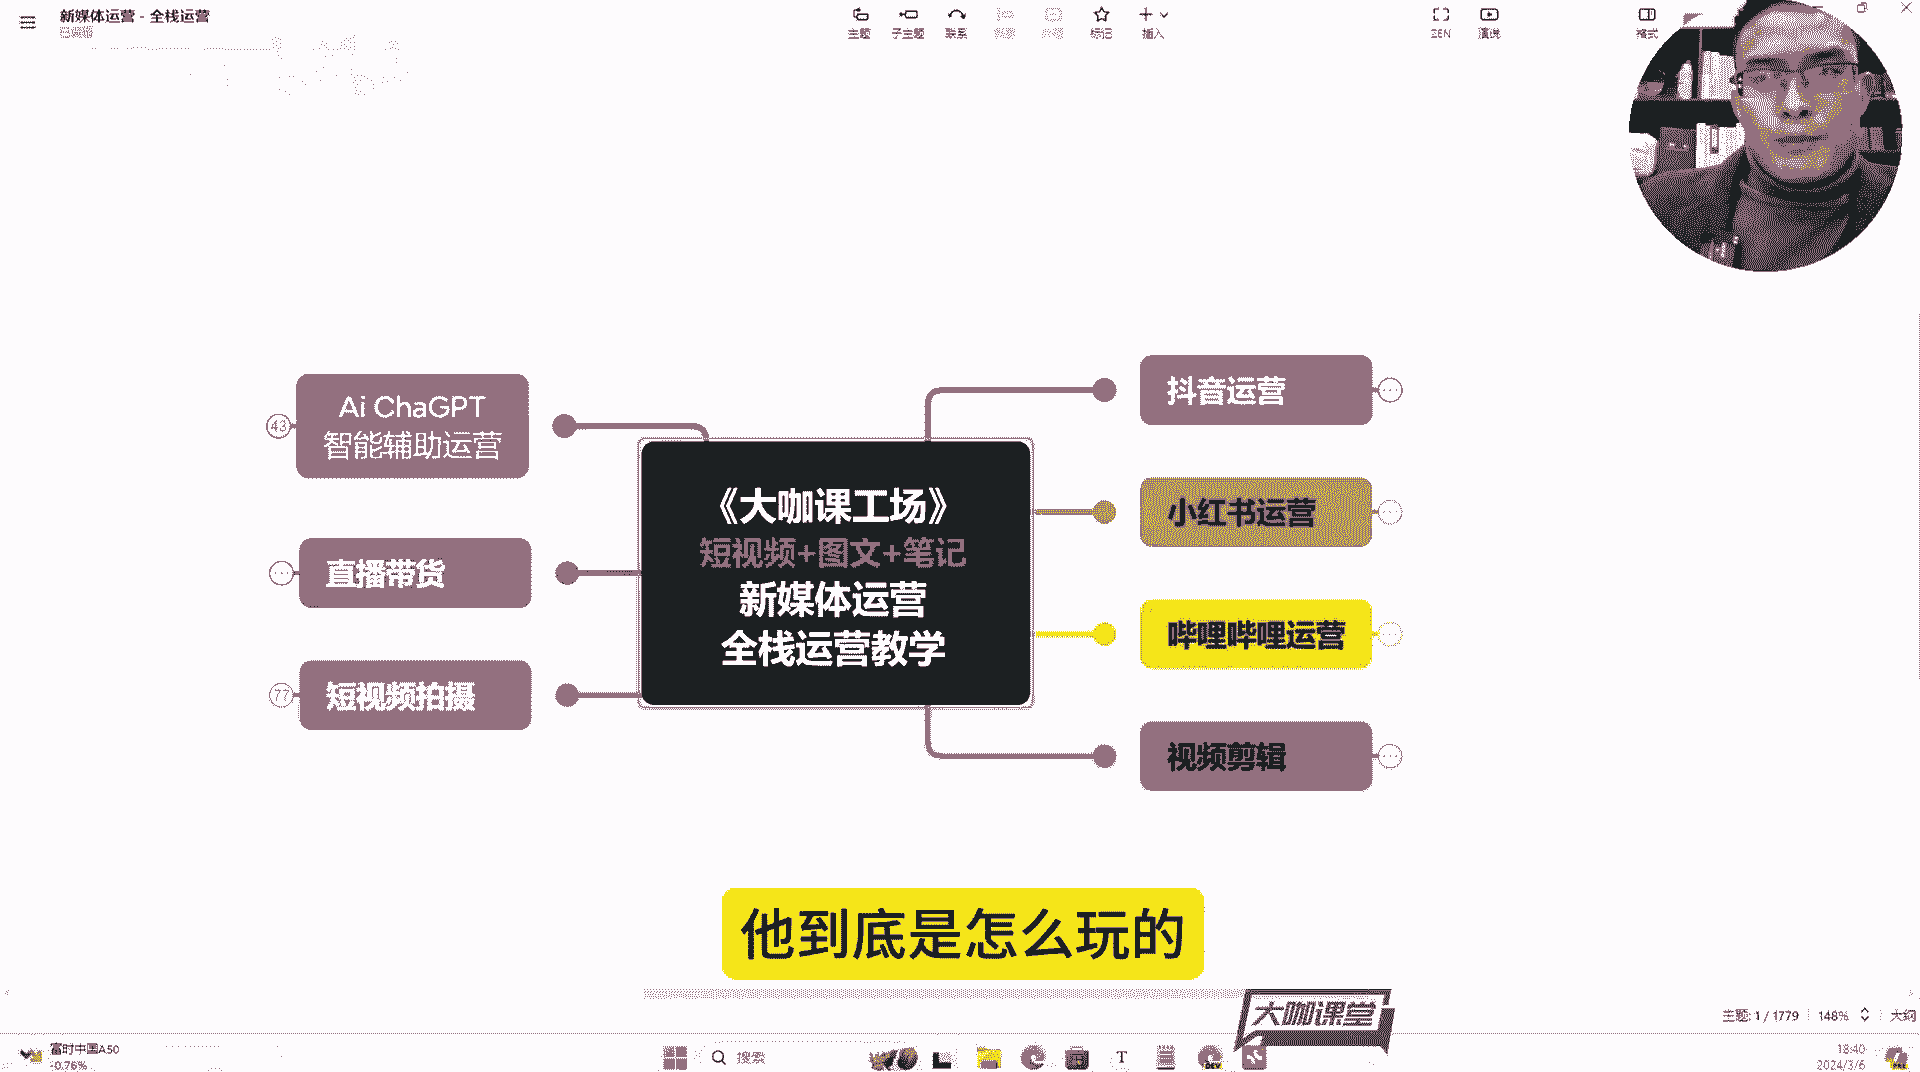 新媒体运营 - 全栈运营
主题
子主题
联系
标记
插入
ZEN
演说
格式
Ai ChaGPT
智能辅助运营
43
直播带货
短视频拍摄
77
《大咖课工场》
短视频+图文+笔记
新媒体运营
全栈运营教学
抖音运营
小红书运营
哔哩哔哩运营
视频剪辑
他到底是怎么玩的
大咖课堂
主题: 1 / 1779
148%
大纲
富时中国A50
-0.76%
搜索
T
DEV
PRE
18:40
2024/3/6